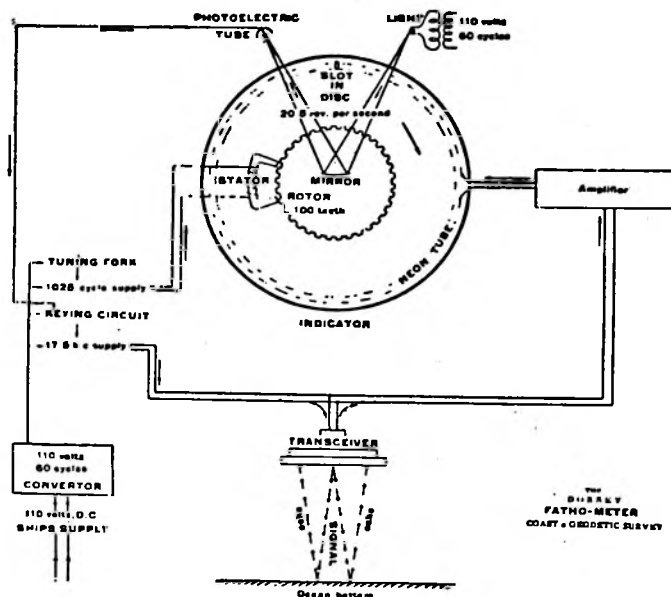 PHOTOELECTRIC
TUBE
LIGHT
110 volts
60 cycles
SLOT
IN
DISC
20 5 rev. per second
STATOR
MIRROR
ROTOR
100 teeth
Amplifier
NEON TUBE
TUNING FORK
1025 cycle supply
KEYING CIRCUIT
17 5 k c supply
INDICATOR
TRANSCEIVER
110 volts
60 cycles
CONVERTOR
110 volts, D.C
SHIPS SUPPLY
echo
SIGNAL
echo
Ocean bottom
THE
DORSEY
FATHO-METER
COAST & GEODETIC SURVEY